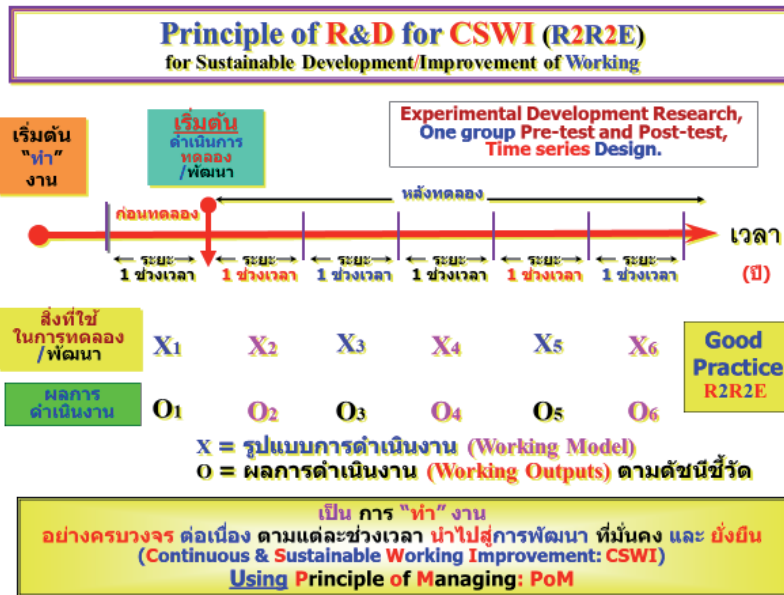 Principle of R&D for CSWI (R2R2E)
for Sustainable Development/Improvement of Working
เริ่มต้น
"ทำ"
งาน
เริ่มต้น
ดำเนินการ
ทดลอง
/พัฒนา
Experimental Development Research,
One group Pre-test and Post-test,
Time series Design.
ก่อนทดลอง
หลังทดลอง
เวลา
(ปี)
← ระยะ→ ← ระยะ→ ← ระยะ→ ← ระยะ→ ← ระยะ→ ← ระยะ→
1 ช่วงเวลา 1 ช่วงเวลา 1 ช่วงเวลา 1 ช่วงเวลา 1 ช่วงเวลา 1 ช่วงเวลา
สิ่งที่ใช้
ในการทดลอง
/พัฒนา
X1 X2 X3 X4 X5 X6
Good
Practice
R2R2E
ผลการ
ดำเนินงาน
O1 O2 O3 O4 O5 O6
X = รูปแบบการดำเนินงาน (Working Model)
O = ผลการดำเนินงาน (Working Outputs) ตามดัชนีชี้วัด
เป็น การ "ทำ" งาน
อย่างครบวงจร ต่อเนื่อง ตามแต่ละช่วงเวลา นำไปสู่การพัฒนา ที่มั่นคง และ ยั่งยืน
(Continuous & Sustainable Working Improvement: CSWI)
Using Principle of Managing: PoM